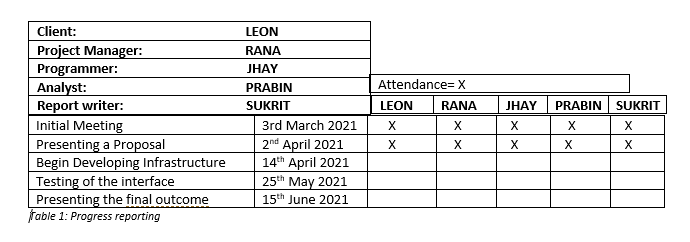 Client: LEON
Project Manager: RANA
Programmer: JHAY
Analyst: PRABIN Attendance= X
Report writer: SUKRIT LEON RANA JHAY PRABIN SUKRIT
Initial Meeting 3rd March 2021 X X X X X
Presenting a Proposal 2nd April 2021 X X X X X
Begin Developing Infrastructure 14th April 2021
Testing of the interface 25th May 2021
Presenting the final outcome 15th June 2021
Table 1: Progress reporting